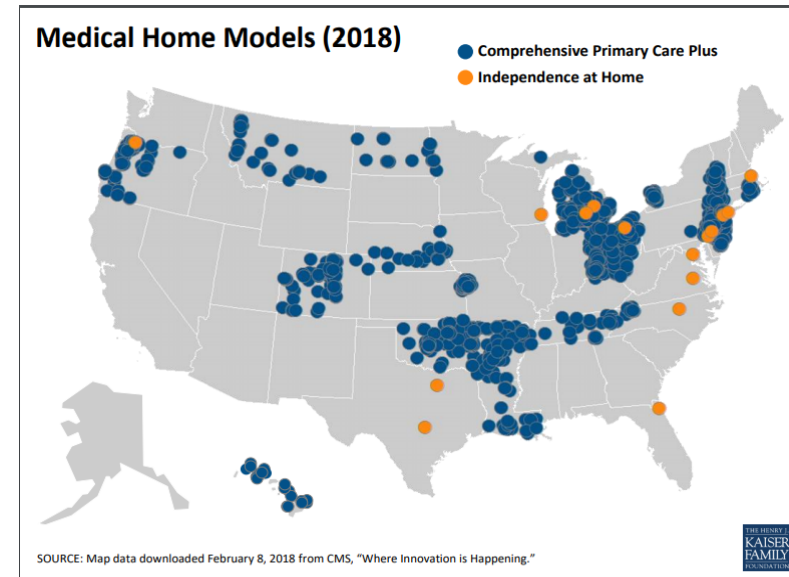 Medical Home Models (2018)
Comprehensive Primary Care Plus
Independence at Home
SOURCE: Map data downloaded February 8, 2018 from CMS, “Where Innovation is Happening.”
THE HENRY J.
KAISER
FAMILY
FOUNDATION